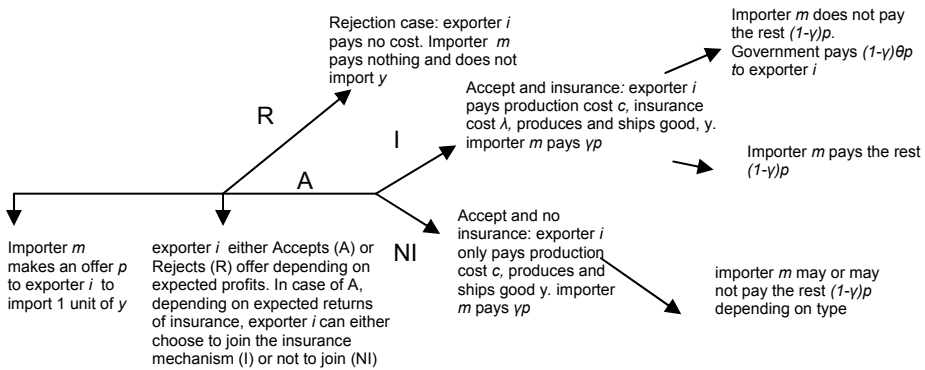 Rejection case: exporter i
pays no cost. Importer m
pays nothing and does not
import y
Importer m does not pay
the rest (1-γ)p.
Government pays (1-γ)θp
to exporter i
R
I
A
NI
Accept and insurance: exporter i
pays production cost c, insurance
cost λ, produces and ships good, y.
importer m pays γp
Importer m pays the rest
(1-γ)p
Importer m
makes an offer p
to exporter i to
import 1 unit of y
exporter i either Accepts (A) or
Rejects (R) offer depending on
expected profits. In case of A,
depending on expected returns
of insurance, exporter i can either
choose to join the insurance
mechanism (I) or not to join (NI)
Accept and no
insurance: exporter i
only pays production
cost c, produces and
ships good y. importer
m pays γp
importer m may or may
not pay the rest (1-γ)p
depending on type